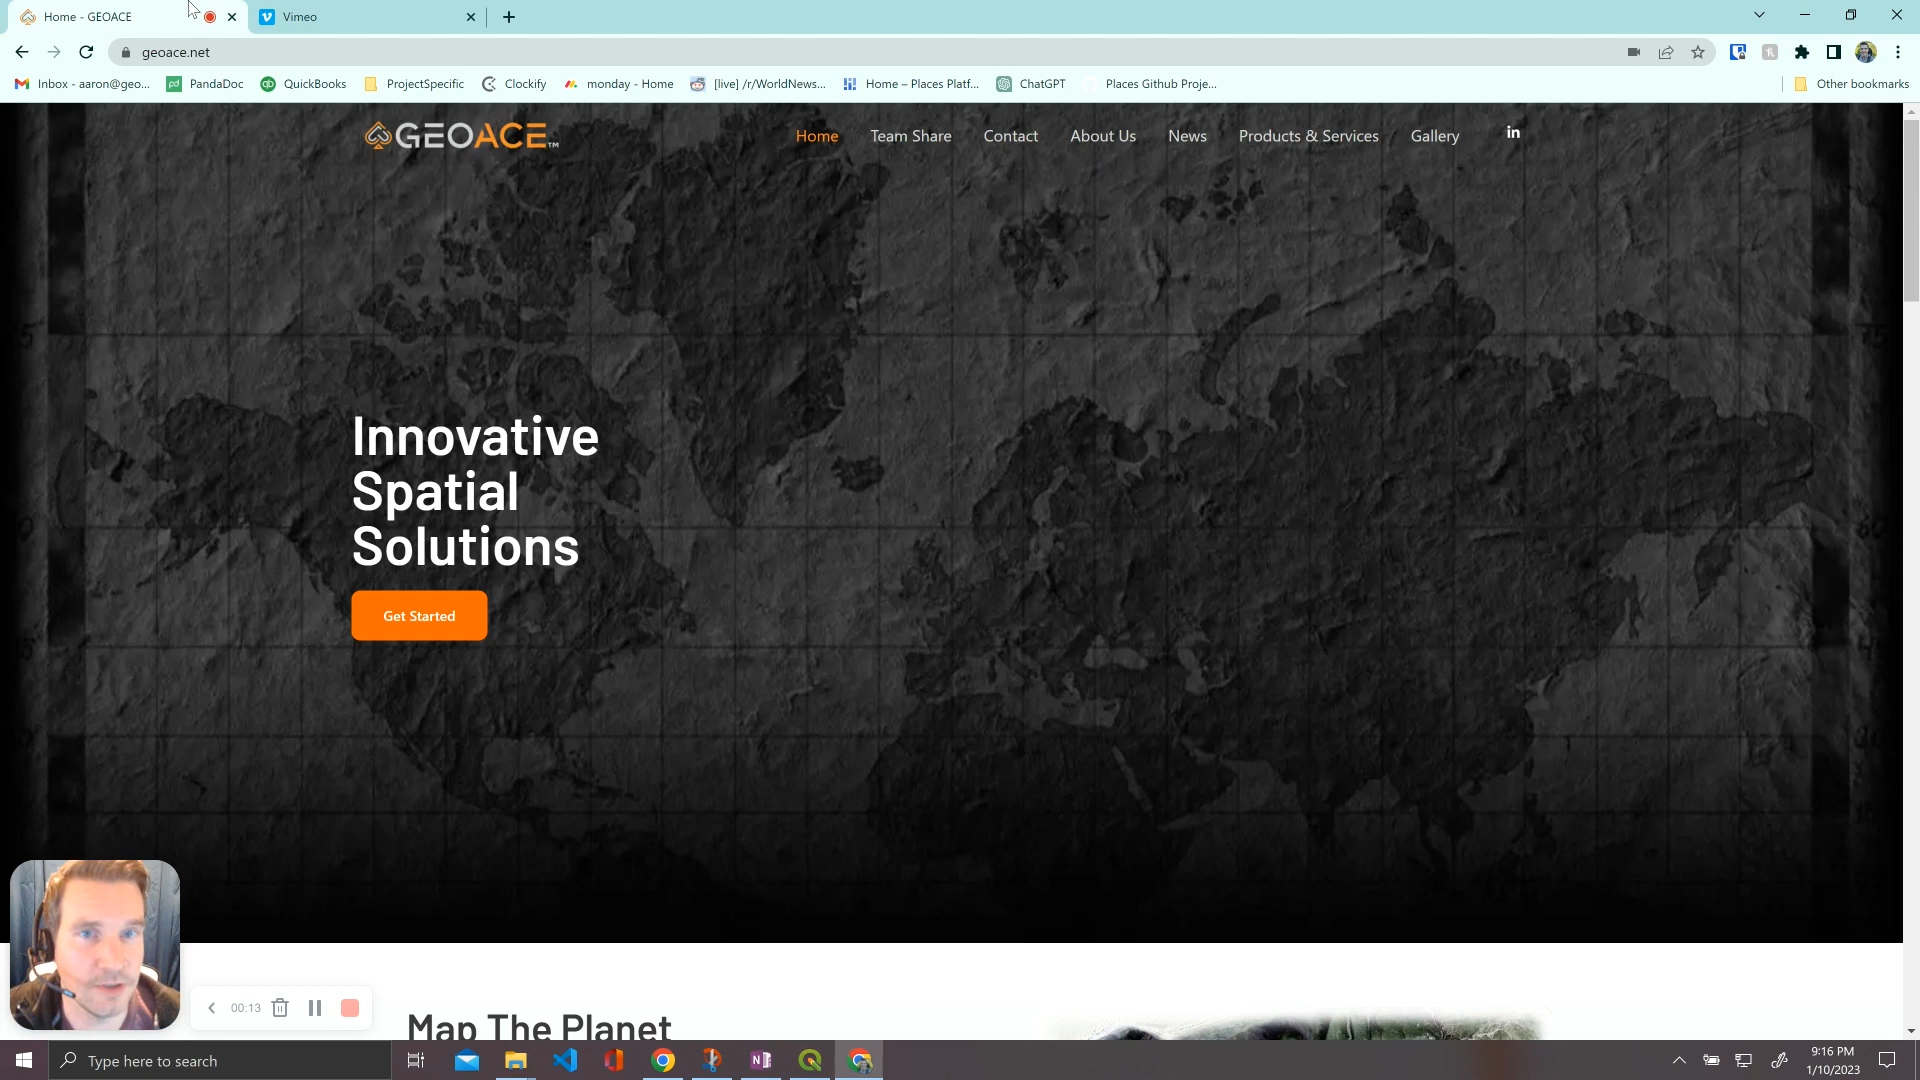 Home - GEOACE
Vimeo
geoace.net
Inbox - aaron@geo...
PandaDoc
QuickBooks
ProjectSpecific
Clockify
monday - Home
[live] /r/WorldNews...
Home – Places Platf...
ChatGPT
Places Github Proje...
Other bookmarks
GEOACE™
Home
Team Share
Contact
About Us
News
Products & Services
Gallery
in
Innovative
Spatial
Solutions
Get Started
00:13
Map The Planet
Type here to search
9:16 PM
1/10/2023